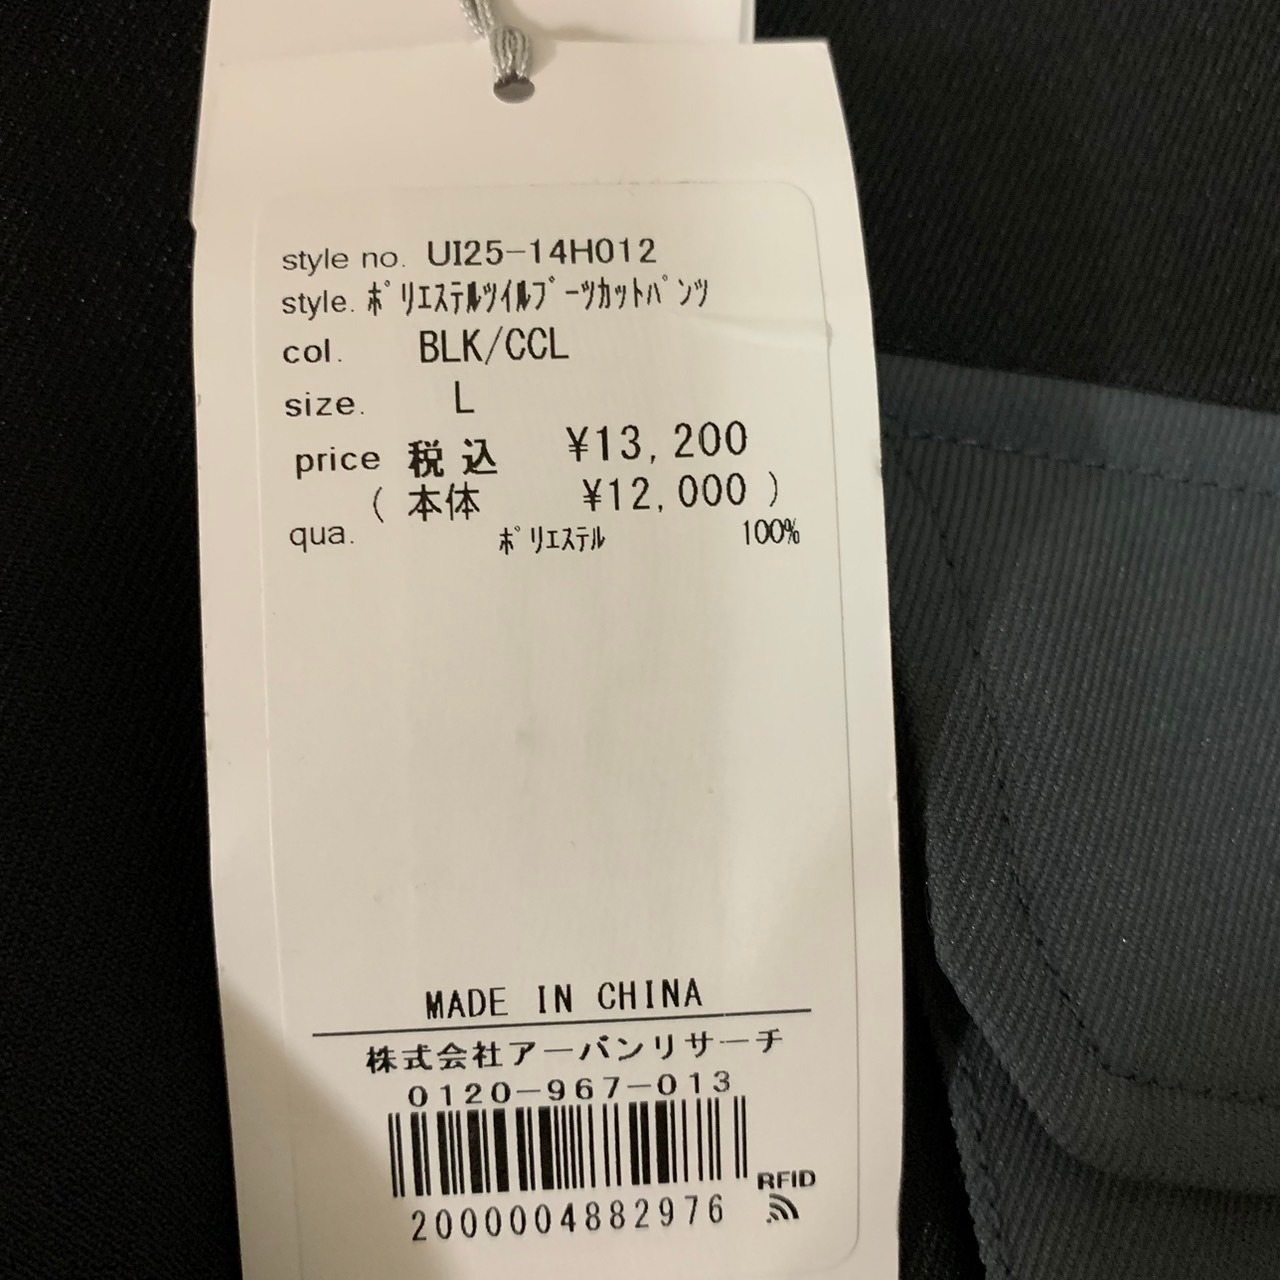 style no. UI25-14H012
style. ﾎﾟﾘｴｽﾃﾙﾂｲﾙﾌﾞｰﾂｶｯﾄﾊﾟﾝﾂ
col. BLK/CCL
size. L
price 税込 ¥13,200
( 本体 ¥12,000 )
qua. ﾎﾟﾘｴｽﾃﾙ 100%
MADE IN CHINA
株式会社アーバンリサーチ
0120-967-013
RFID
2000004882976